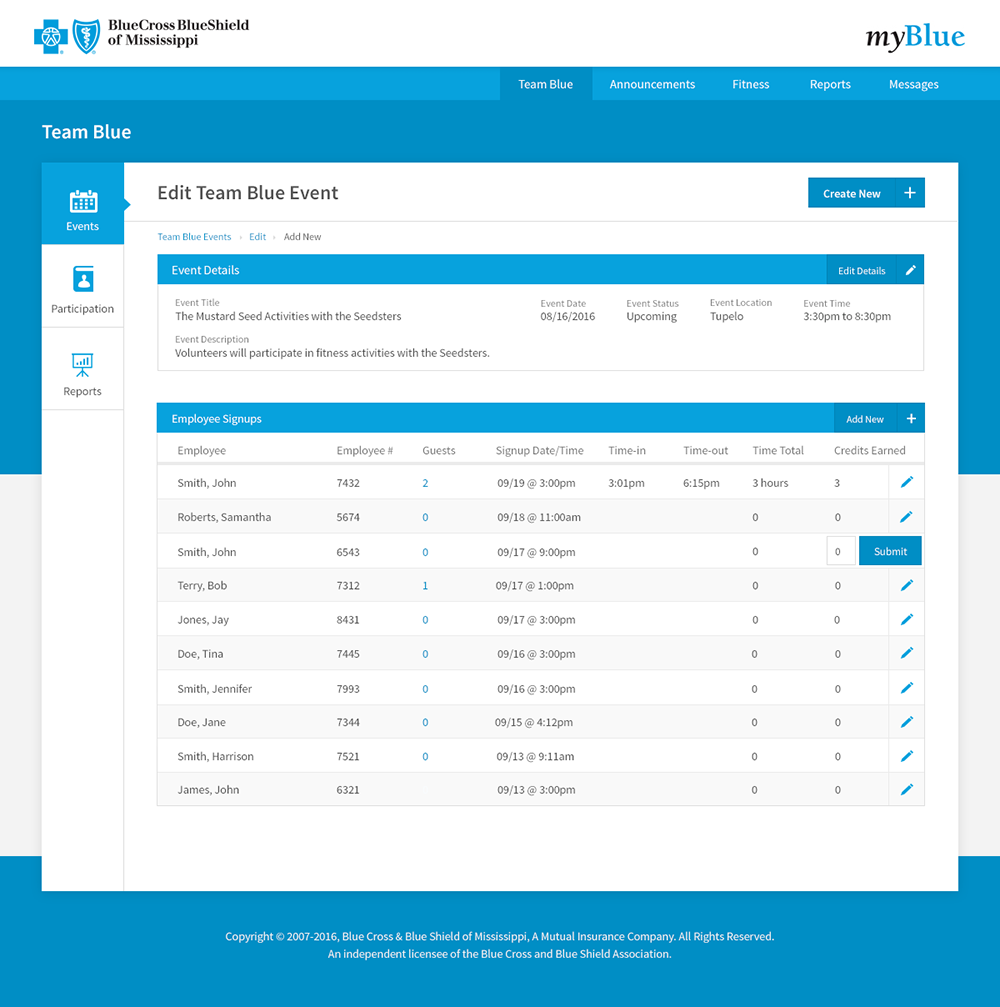 BlueCross BlueShield
of Mississippi
myBlue
Team Blue Announcements Fitness Reports Messages
Team Blue
Events
Participation
Reports
Edit Team Blue Event
Create New +
Team Blue Events › Edit › Add New
Event Details Edit Details
Event Title Event Date Event Status Event Location Event Time
The Mustard Seed Activities with the Seedsters 08/16/2016 Upcoming Tupelo 3:30pm to 8:30pm
Event Description
Volunteers will participate in fitness activities with the Seedsters.
Employee Signups Add New +
Employee Employee # Guests Signup Date/Time Time-in Time-out Time Total Credits Earned
Smith, John 7432 2 09/19 @ 3:00pm 3:01pm 6:15pm 3 hours 3
Roberts, Samantha 5674 0 09/18 @ 11:00am 0 0
Smith, John 6543 0 09/17 @ 9:00pm 0 0 Submit
Terry, Bob 7312 1 09/17 @ 1:00pm 0 0
Jones, Jay 8431 0 09/17 @ 3:00pm 0 0
Doe, Tina 7445 0 09/16 @ 3:00pm 0 0
Smith, Jennifer 7993 0 09/16 @ 3:00pm 0 0
Doe, Jane 7344 0 09/15 @ 4:12pm 0 0
Smith, Harrison 7521 0 09/13 @ 9:11am 0 0
James, John 6321 09/13 @ 3:00pm 0 0
Copyright © 2007-2016, Blue Cross & Blue Shield of Mississippi, A Mutual Insurance Company. All Rights Reserved.
An independent licensee of the Blue Cross and Blue Shield Association.